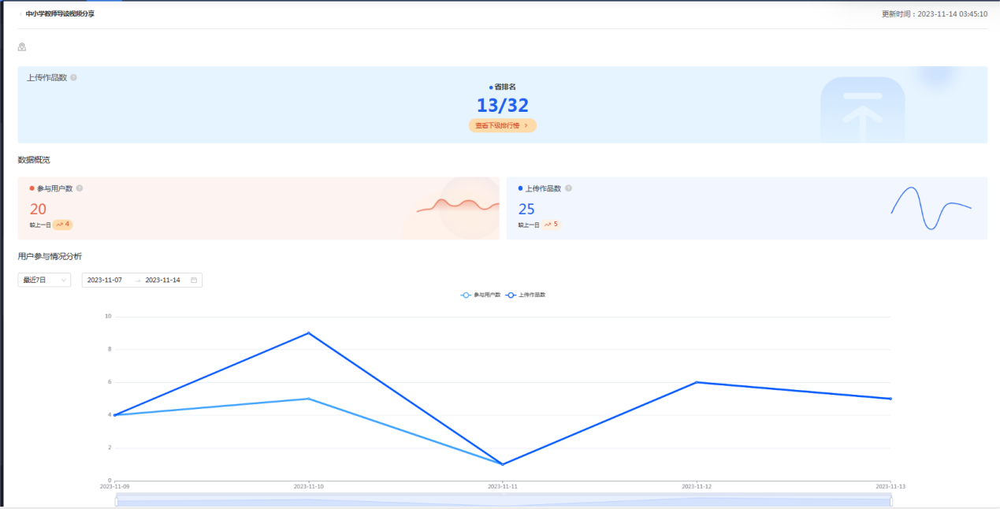 中小学教师导读视频分享
更新时间：2023-11-14 03:45:10
上传作品数
省排名
13/32
查看下级排行榜
数据概览
参与用户数
20
较上一日 4
上传作品数
25
较上一日 5
用户参与情况分析
最近7日
2023-11-07
2023-11-14
参与用户数
上传作品数
10
8
6
4
2
0
2023-11-09
2023-11-10
2023-11-11
2023-11-12
2023-11-13